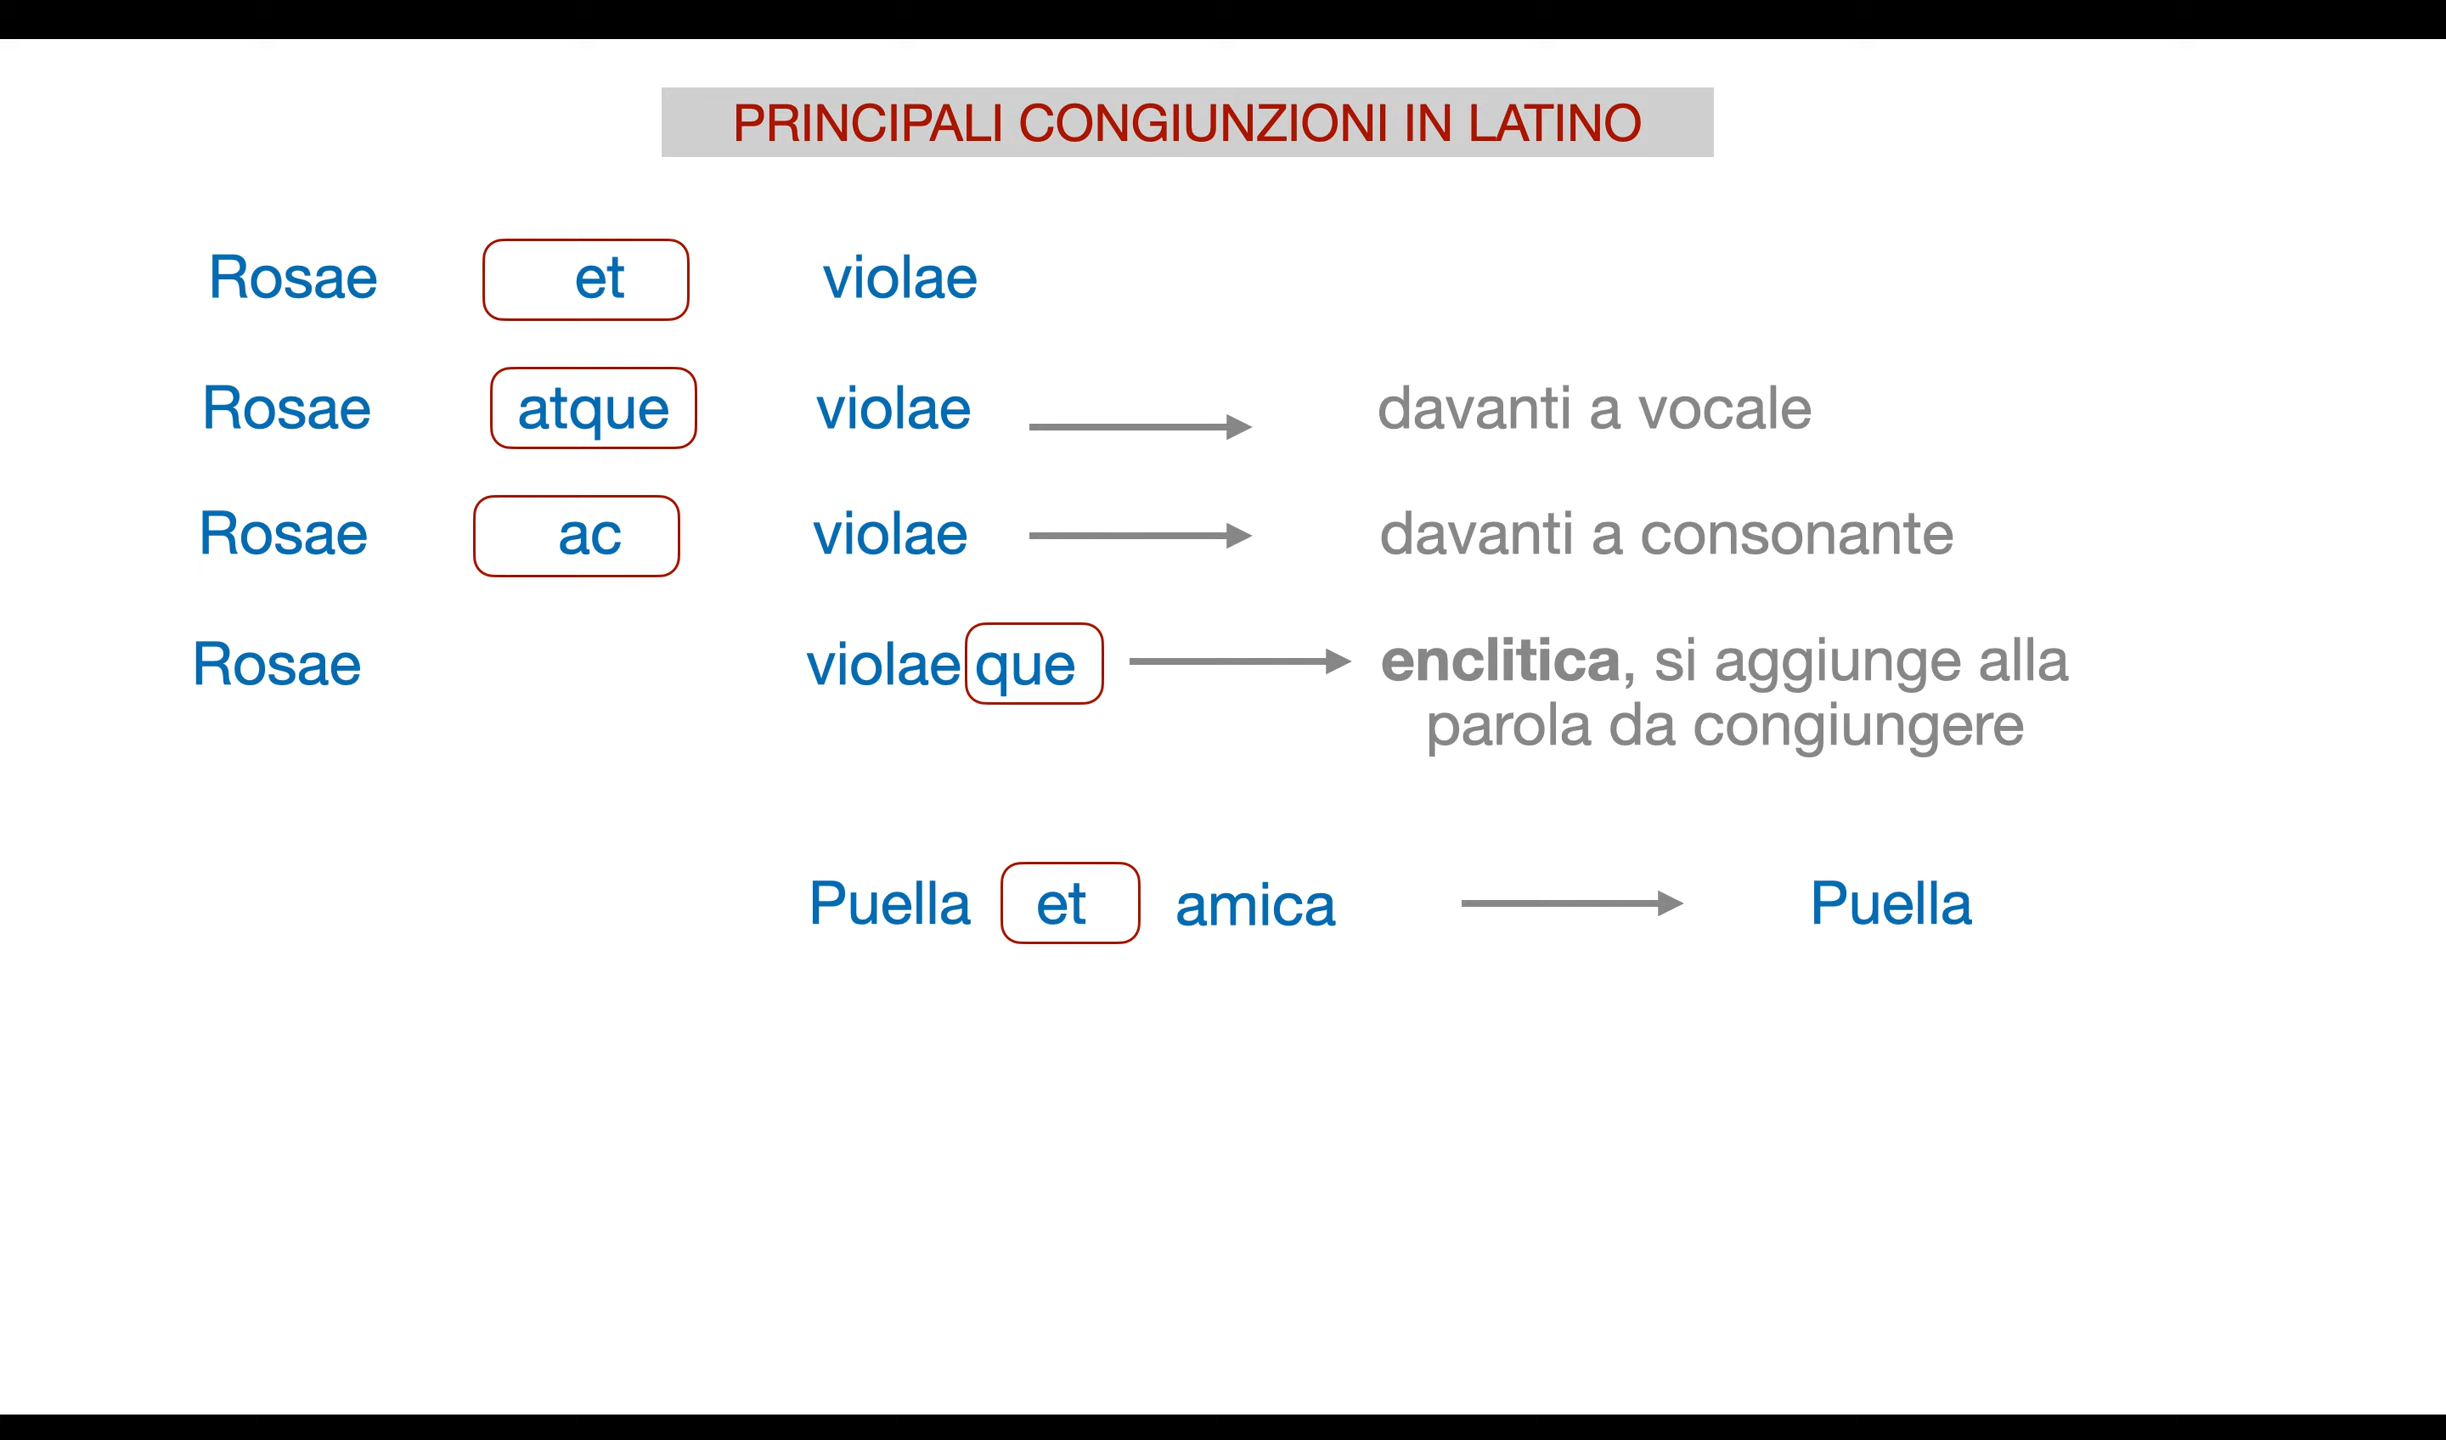 PRINCIPALI CONGIUNZIONI IN LATINO
Rosae et violae
Rosae atque violae davanti a vocale
Rosae ac violae davanti a consonante
Rosae violaeque enclitica, si aggiunge alla
parola da congiungere
Puella et amica Puella